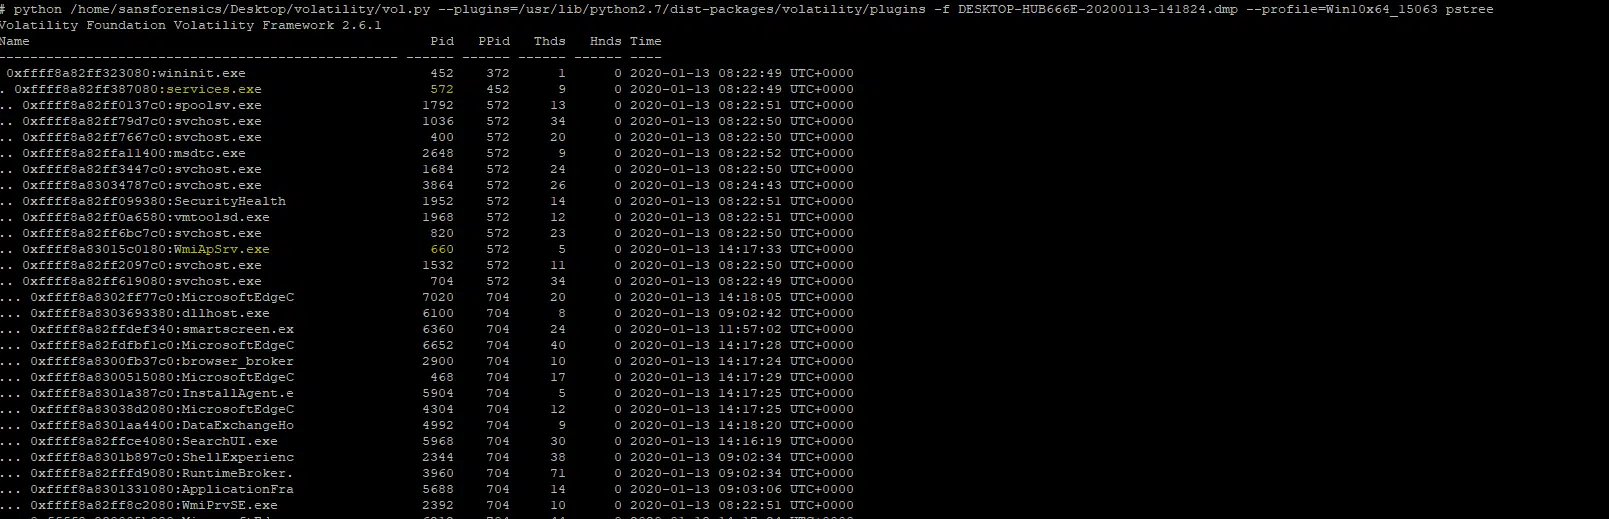 # python /home/sansforensics/Desktop/volatility/vol.py --plugins=/usr/lib/python2.7/dist-packages/volatility/plugins -f DESKTOP-HUB666E-20200113-141824.dmp --profile=Win10x64_15063 pstree
Volatility Foundation Volatility Framework 2.6.1
Name Pid PPid Thds Hnds Time
-------------------------------------------------- ------ ------ ------ ------ ----
0xffff8a82ff323080:wininit.exe 452 372 1 0 2020-01-13 08:22:49 UTC+0000
. 0xffff8a82ff387080:services.exe 572 452 9 0 2020-01-13 08:22:49 UTC+0000
.. 0xffff8a82ff0137c0:spoolsv.exe 1792 572 13 0 2020-01-13 08:22:51 UTC+0000
.. 0xffff8a82ff79d7c0:svchost.exe 1036 572 34 0 2020-01-13 08:22:50 UTC+0000
.. 0xffff8a82ff7667c0:svchost.exe 400 572 20 0 2020-01-13 08:22:50 UTC+0000
.. 0xffff8a82ffa11400:msdtc.exe 2648 572 9 0 2020-01-13 08:22:52 UTC+0000
.. 0xffff8a82ff3447c0:svchost.exe 1684 572 24 0 2020-01-13 08:22:50 UTC+0000
.. 0xffff8a83034787c0:svchost.exe 3864 572 26 0 2020-01-13 08:24:43 UTC+0000
.. 0xffff8a82ff099380:SecurityHealth 1952 572 14 0 2020-01-13 08:22:51 UTC+0000
.. 0xffff8a82ff0a6580:vmtoolsd.exe 1968 572 12 0 2020-01-13 08:22:51 UTC+0000
.. 0xffff8a82ff6bc7c0:svchost.exe 820 572 23 0 2020-01-13 08:22:50 UTC+0000
.. 0xffff8a83015c0180:WmiApSrv.exe 660 572 5 0 2020-01-13 14:17:33 UTC+0000
.. 0xffff8a82ff2097c0:svchost.exe 1532 572 11 0 2020-01-13 08:22:50 UTC+0000
.. 0xffff8a82ff619080:svchost.exe 704 572 34 0 2020-01-13 08:22:49 UTC+0000
... 0xffff8a8302ff77c0:MicrosoftEdgeC 7020 704 20 0 2020-01-13 14:18:05 UTC+0000
... 0xffff8a8303693380:dllhost.exe 6100 704 8 0 2020-01-13 09:02:42 UTC+0000
... 0xffff8a82ffdef340:smartscreen.ex 6360 704 24 0 2020-01-13 11:57:02 UTC+0000
... 0xffff8a82fdfbf1c0:MicrosoftEdgeC 6652 704 40 0 2020-01-13 14:17:28 UTC+0000
... 0xffff8a8300fb37c0:browser_broker 2900 704 10 0 2020-01-13 14:17:24 UTC+0000
... 0xffff8a8300515080:MicrosoftEdgeC 468 704 17 0 2020-01-13 14:17:29 UTC+0000
... 0xffff8a8301a387c0:InstallAgent.e 5904 704 5 0 2020-01-13 14:17:25 UTC+0000
... 0xffff8a83038d2080:MicrosoftEdgeC 4304 704 12 0 2020-01-13 14:17:25 UTC+0000
... 0xffff8a8301aa4400:DataExchangeHo 4992 704 9 0 2020-01-13 14:18:20 UTC+0000
... 0xffff8a82ffce4080:SearchUI.exe 5968 704 30 0 2020-01-13 14:16:19 UTC+0000
... 0xffff8a8301b897c0:ShellExperienc 2344 704 38 0 2020-01-13 09:02:34 UTC+0000
... 0xffff8a82fffd9080:RuntimeBroker. 3960 704 71 0 2020-01-13 09:02:34 UTC+0000
... 0xffff8a8301331080:ApplicationFra 5688 704 14 0 2020-01-13 09:03:06 UTC+0000
... 0xffff8a82ff8c2080:WmiPrvSE.exe 2392 704 10 0 2020-01-13 08:22:51 UTC+0000